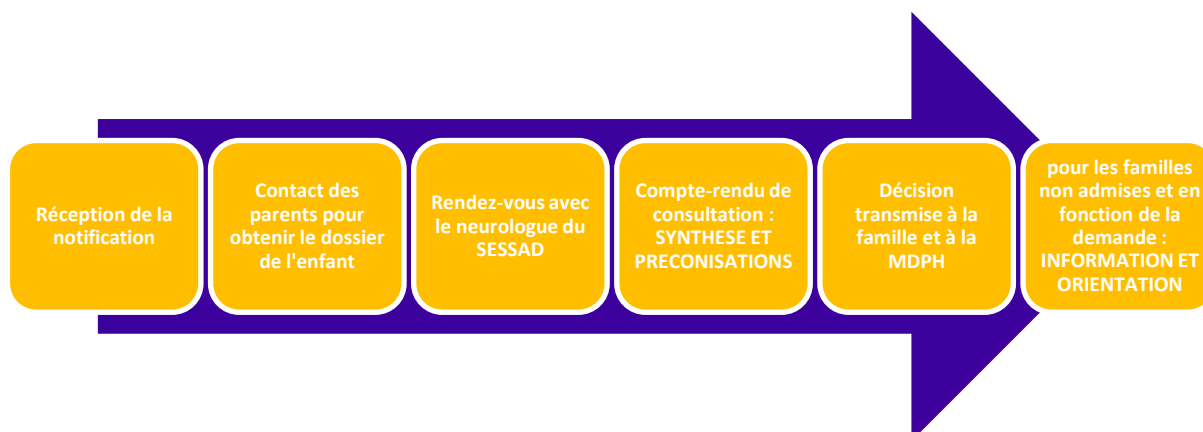 Réception de la
notification
Contact des
parents pour
obtenir le dossier
de l'enfant
Rendez-vous avec
le neurologue du
SESSAD
Compte-rendu de
consultation :
SYNTHESE ET
PRECONISATIONS
Décision
transmise à la
famille et à la
MDPH
pour les familles
non admises et en
fonction de la
demande :
INFORMATION ET
ORIENTATION